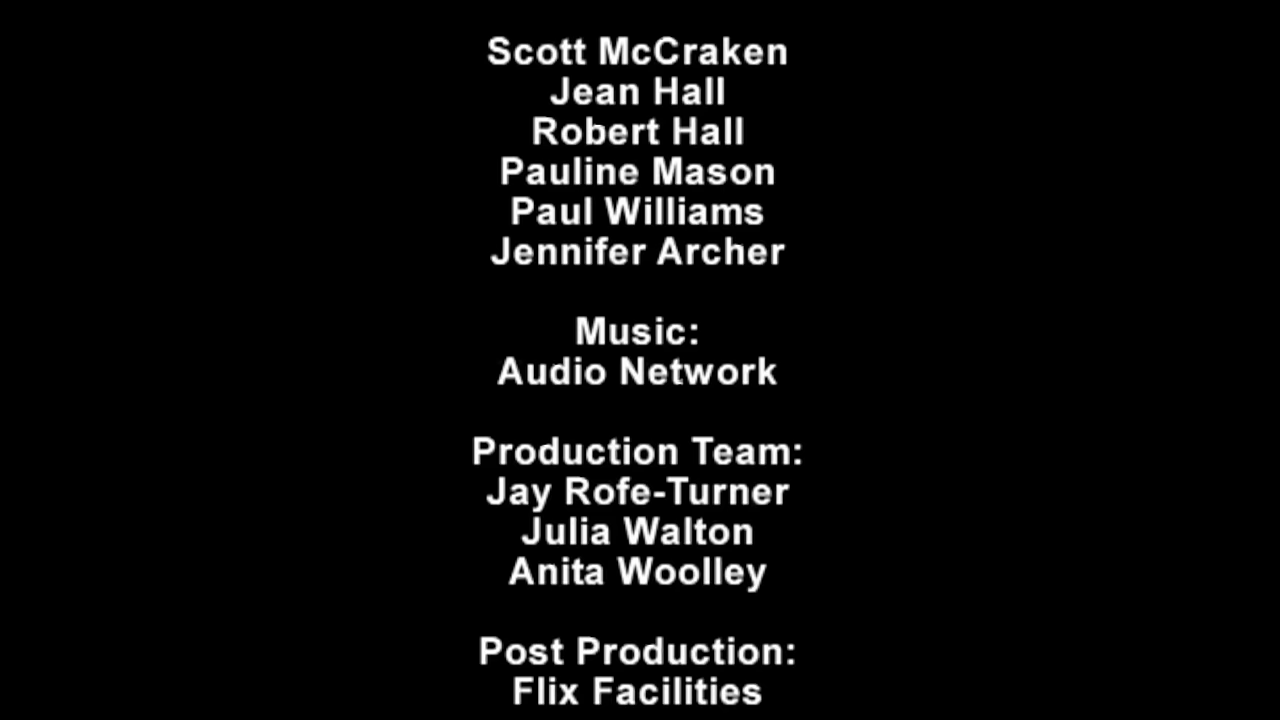 Scott McCraken
Jean Hall
Robert Hall
Pauline Mason
Paul Williams
Jennifer Archer
Music:
Audio Network
Production Team:
Jay Rofe-Turner
Julia Walton
Anita Woolley
Post Production:
Flix Facilities